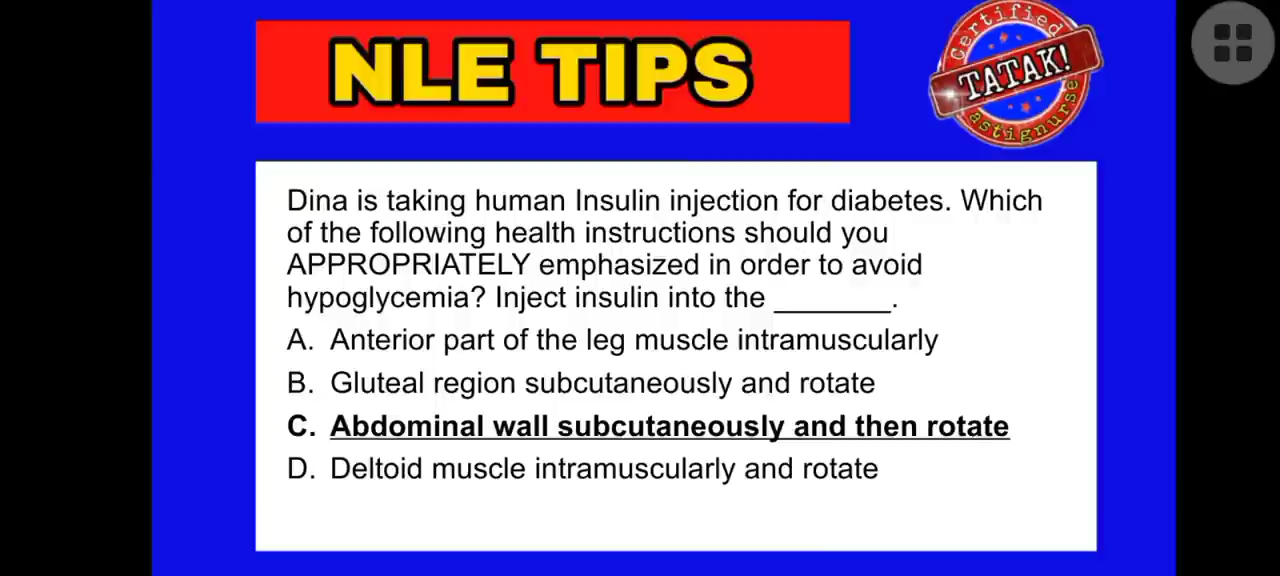 NLE TIPS
Certified
TATAK!
astignurse
Dina is taking human Insulin injection for diabetes. Which
of the following health instructions should you
APPROPRIATELY emphasized in order to avoid
hypoglycemia? Inject insulin into the _______.
A. Anterior part of the leg muscle intramuscularly
B. Gluteal region subcutaneously and rotate
C. Abdominal wall subcutaneously and then rotate
D. Deltoid muscle intramuscularly and rotate